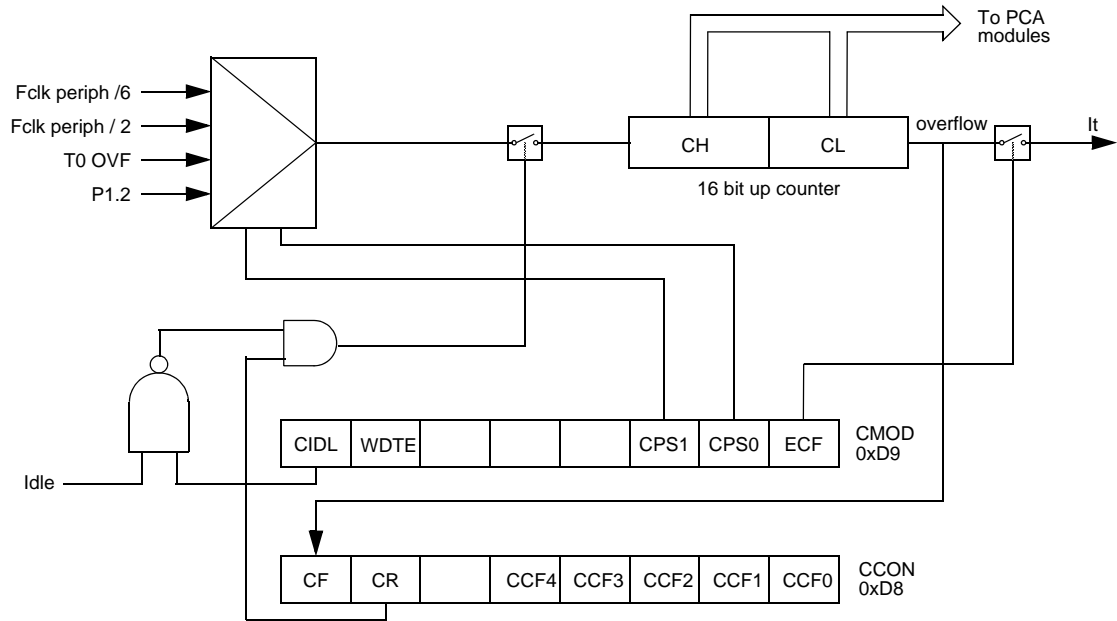 To PCA
modules
Fclk periph /6
Fclk periph / 2
T0 OVF
P1.2
CH
CL
overflow
It
16 bit up counter
CIDL
WDTE
CPS1
CPS0
ECF
CMOD
0xD9
Idle
CF
CR
CCF4
CCF3
CCF2
CCF1
CCF0
CCON
0xD8